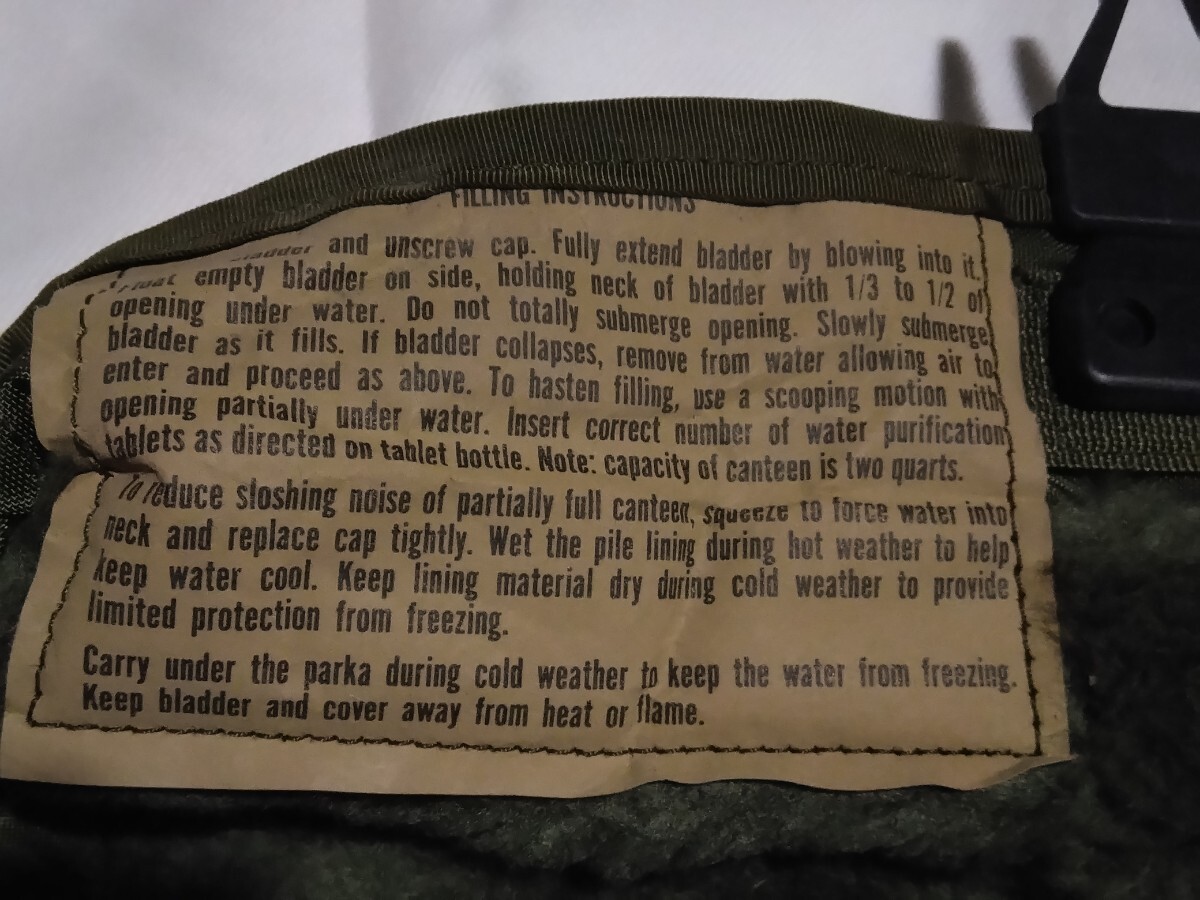 FILLING INSTRUCTIONS
bladder and unscrew cap. Fully extend bladder by blowing into it.
Float empty bladder on side, holding neck of bladder with 1/3 to 1/2 of
opening under water. Do not totally submerge opening. Slowly submerge
bladder as it fills. If bladder collapses, remove from water allowing air to
enter and proceed as above. To hasten filling, use a scooping motion with
opening partially under water. Insert correct number of water purification
tablets as directed on tablet bottle. Note: capacity of canteen is two quarts.
To reduce sloshing noise of partially full canteen, squeeze to force water into
neck and replace cap tightly. Wet the pile lining during hot weather to help
keep water cool. Keep lining material dry during cold weather to provide
limited protection from freezing.
Carry under the parka during cold weather to keep the water from freezing.
Keep bladder and cover away from heat or flame.